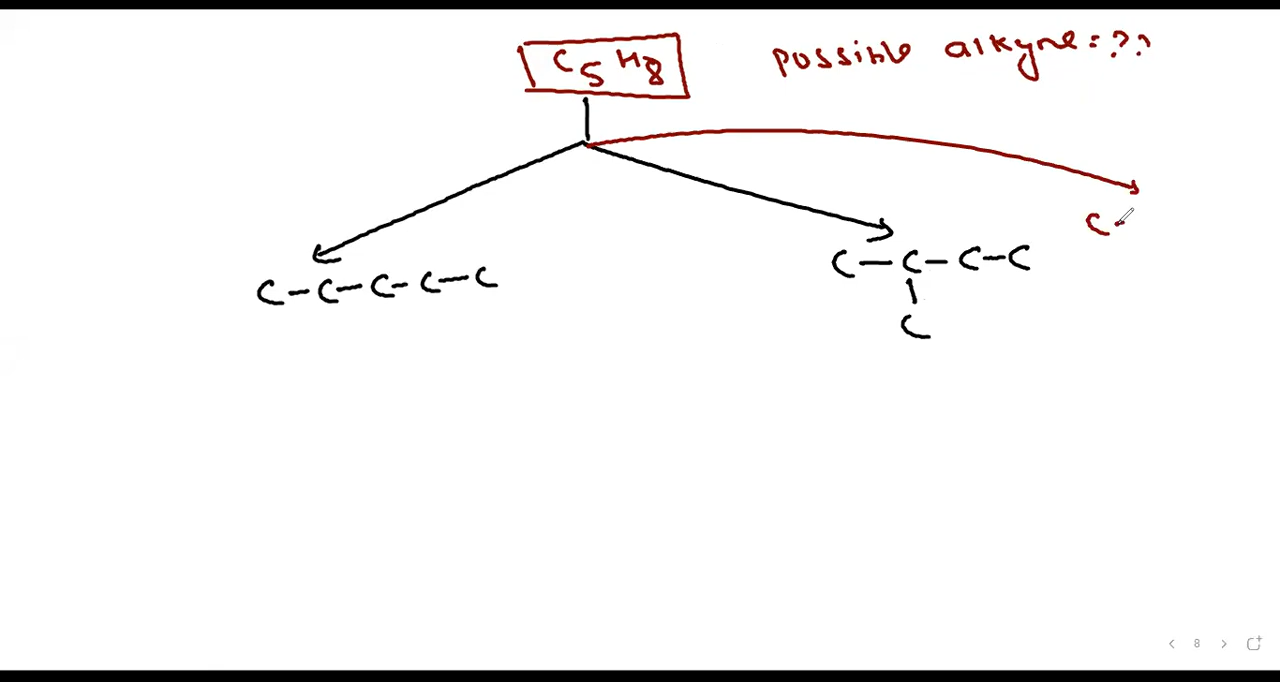 C5H8 possible alkyne = ??
C-
C-C-C-C-C
C-C-C-C
C
8